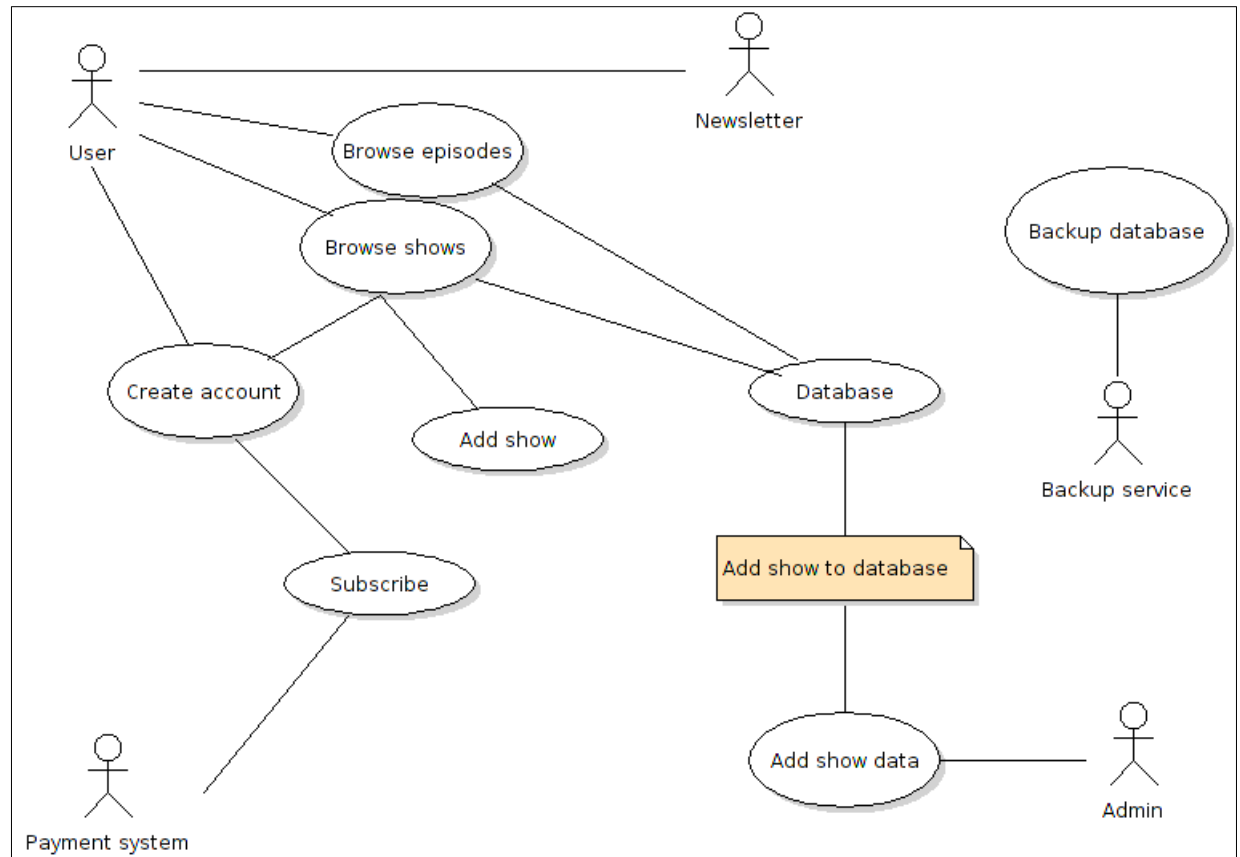 Newsletter
User
Browse episodes
Backup database
Browse shows
Create account
Database
Add show
Backup service
Add show to database
Subscribe
Add show data
Admin
Payment system